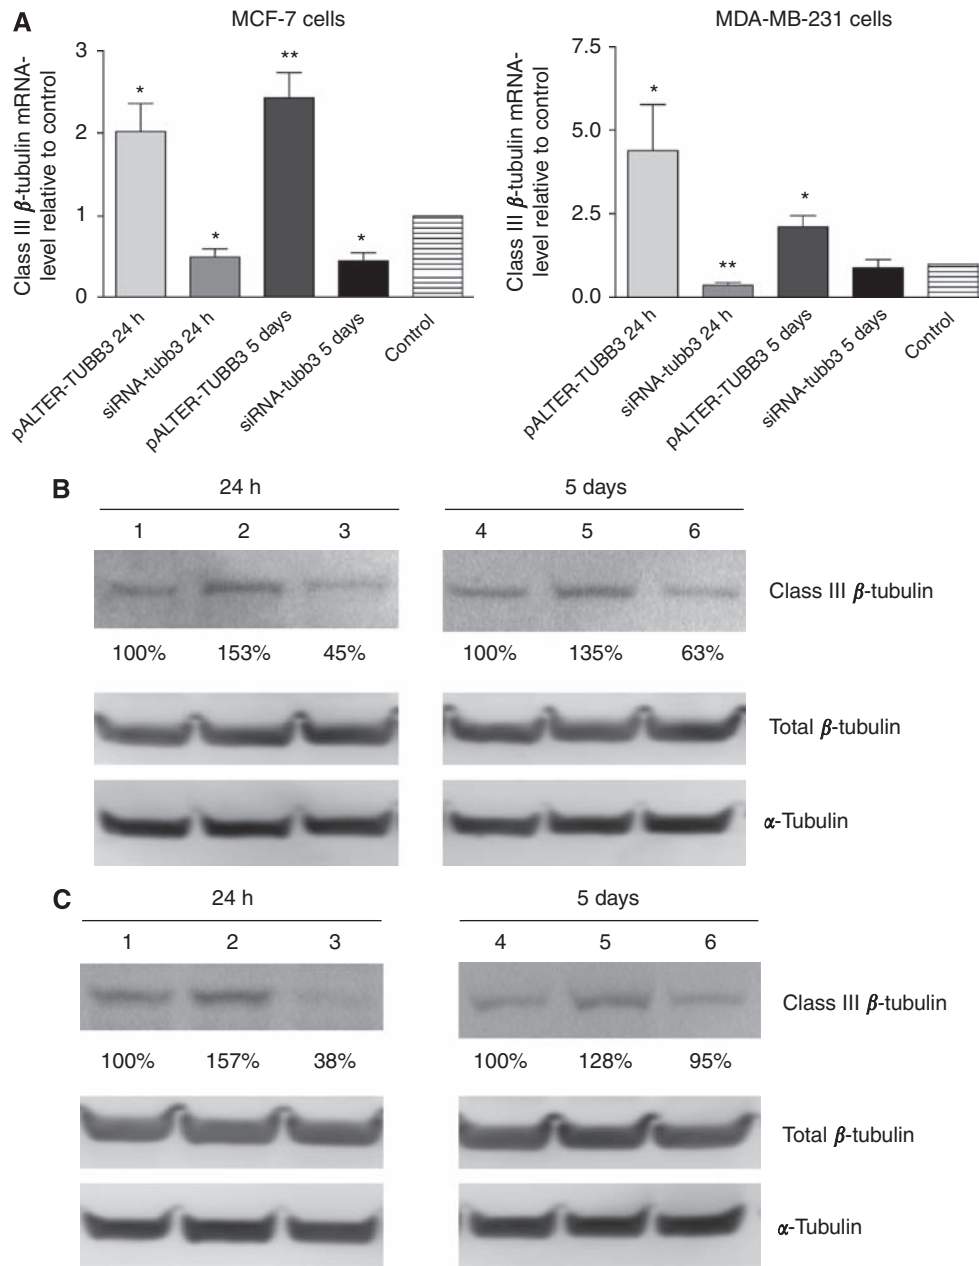 A
MCF-7 cells
Class III β-tubulin mRNA-
level relative to control
3
2
1
0
*
*
**
*
pALTER-TUBB3 24 h
siRNA-tubb3 24 h
pALTER-TUBB3 5 days
siRNA-tubb3 5 days
Control
MDA-MB-231 cells
Class III β-tubulin mRNA-
level relative to control
7.5
5.0
2.5
0.0
*
**
*
pALTER-TUBB3 24 h
siRNA-tubb3 24 h
pALTER-TUBB3 5 days
siRNA-tubb3 5 days
Control
B
24 h 5 days
1 2 3 4 5 6
Class III β-tubulin
100% 153% 45% 100% 135% 63%
Total β-tubulin
α-Tubulin
C
24 h 5 days
1 2 3 4 5 6
Class III β-tubulin
100% 157% 38% 100% 128% 95%
Total β-tubulin
α-Tubulin